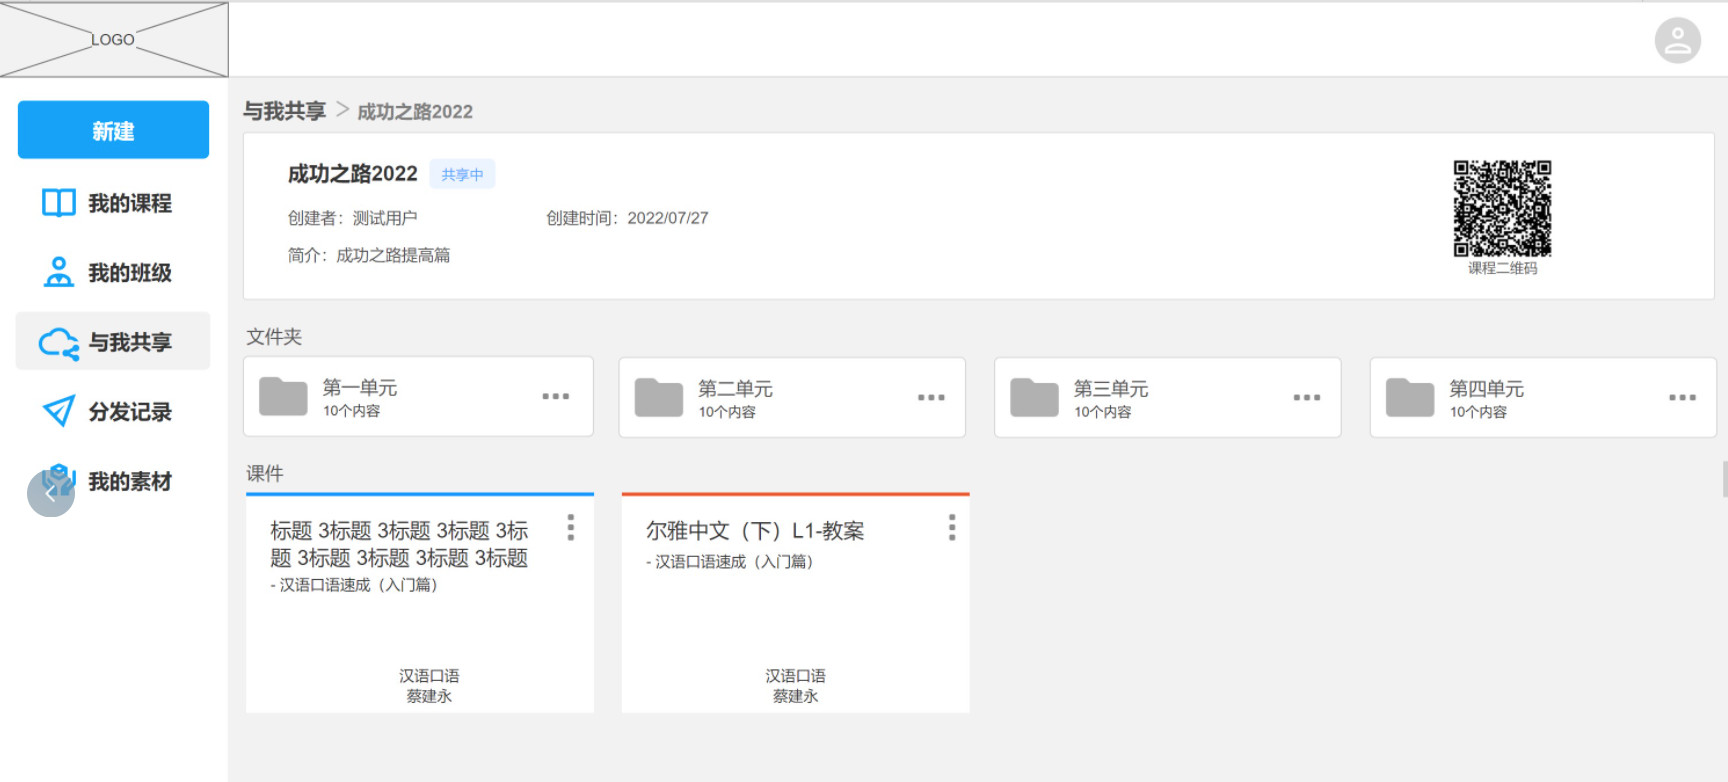 LOGO
新建
我的课程
我的班级
与我共享
分发记录
我的素材
与我共享 > 成功之路2022
成功之路2022 共享中
创建者：测试用户 创建时间：2022/07/27
简介：成功之路提高篇
课程二维码
文件夹
第一单元
10个内容
第二单元
10个内容
第三单元
10个内容
第四单元
10个内容
课件
标题 3标题 3标题 3标题 3标
题 3标题 3标题 3标题 3标题
- 汉语口语速成（入门篇）
汉语口语
蔡建永
尔雅中文（下）L1-教案
- 汉语口语速成（入门篇）
汉语口语
蔡建永